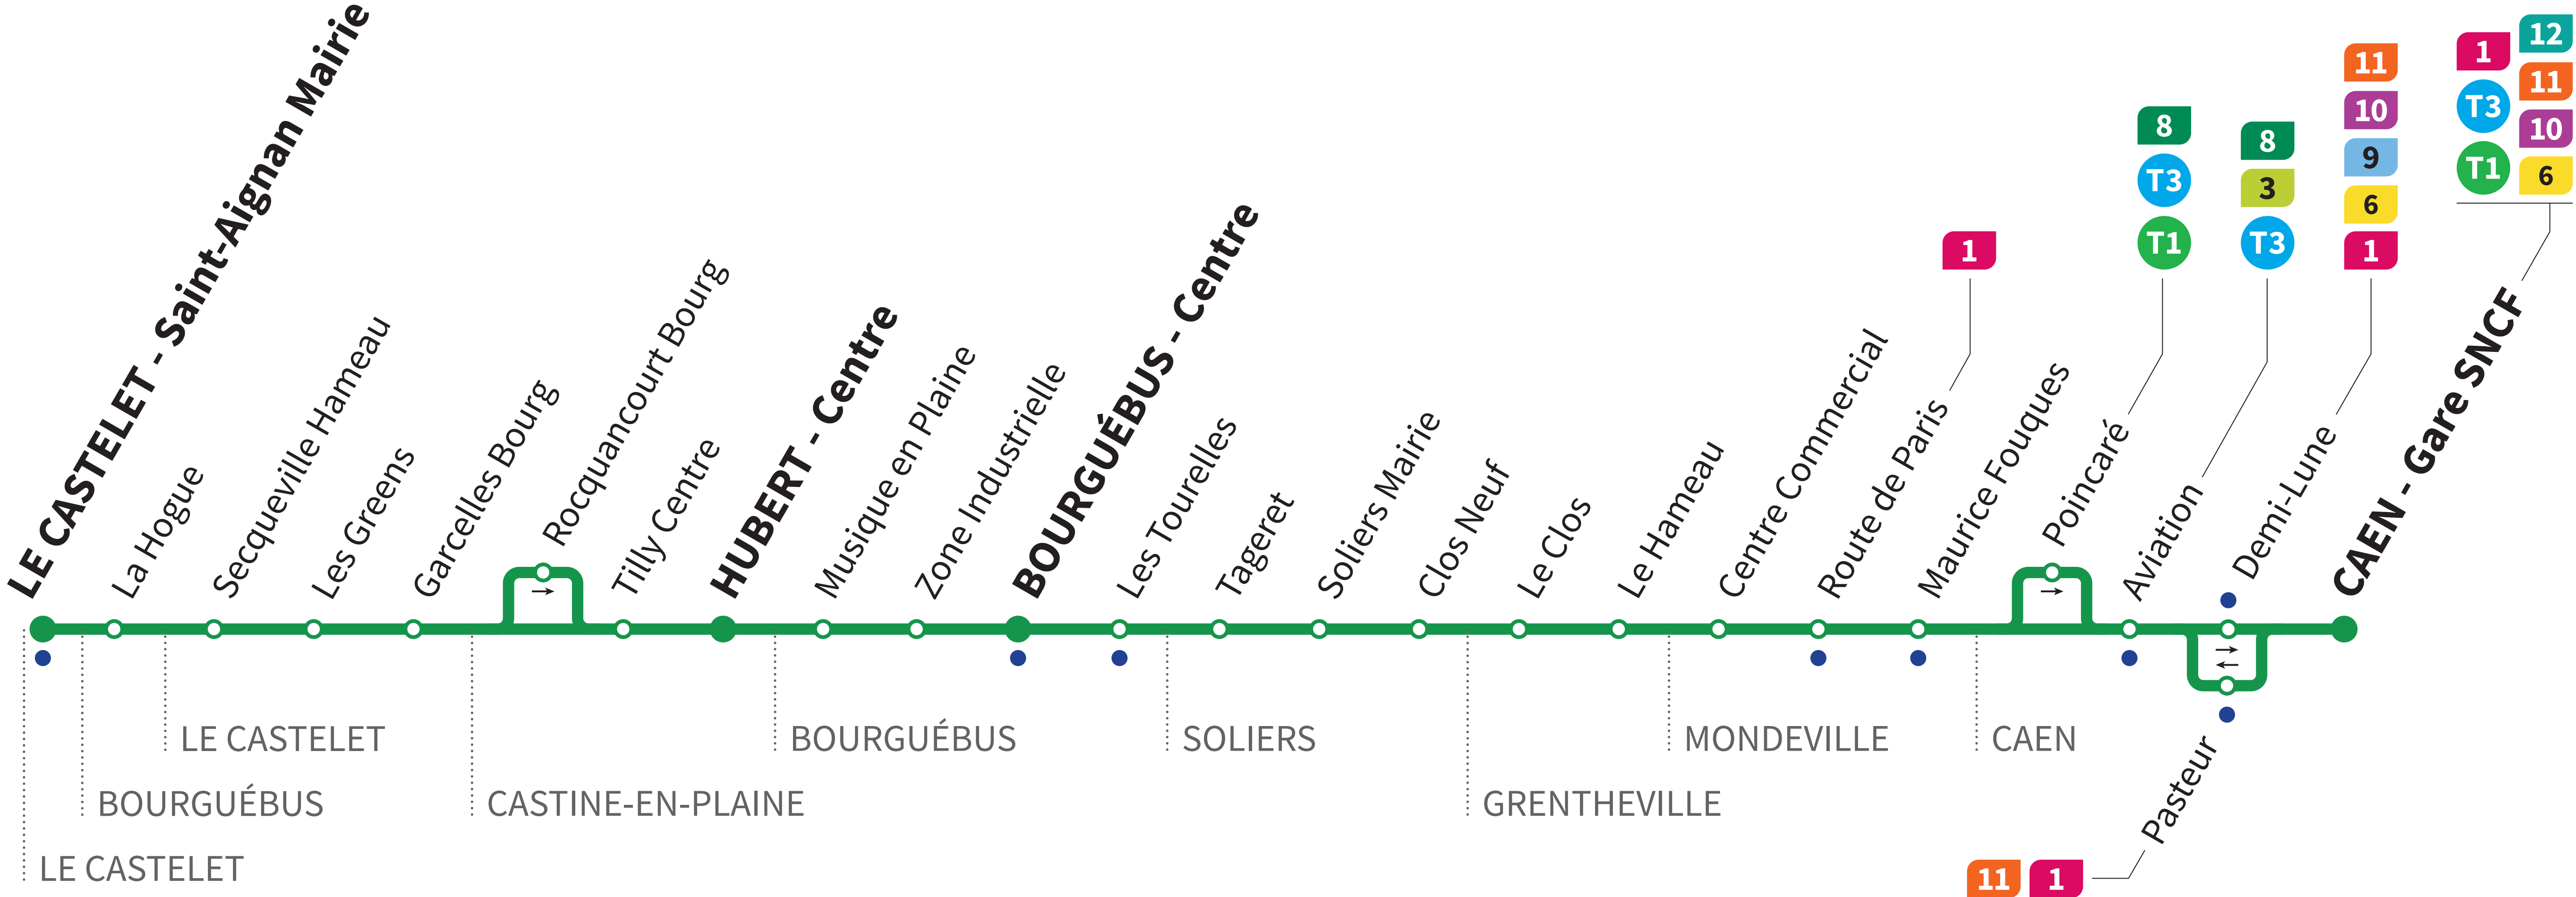 LE CASTELET - Saint-Aignan Mairie
La Hogue
Secqueville Hameau
Les Greens
Garcelles Bourg
Rocquancourt Bourg
Tilly Centre
HUBERT - Centre
Musique en Plaine
Zone Industrielle
BOURGUÉBUS - Centre
Les Tourelles
Tageret
Soliers Mairie
Clos Neuf
Le Clos
Le Hameau
Centre Commercial
Route de Paris
1
Maurice Fouques
Poincaré
8
T3
T1
Aviation
8
3
T3
Demi-Lune
11
10
9
6
1
CAEN - Gare SNCF
1
T3
T1
12
11
10
6
→
→
→
←
LE CASTELET
BOURGUÉBUS
LE CASTELET
CASTINE-EN-PLAINE
BOURGUÉBUS
SOLIERS
GRENTHEVILLE
MONDEVILLE
CAEN
Pasteur
11 1